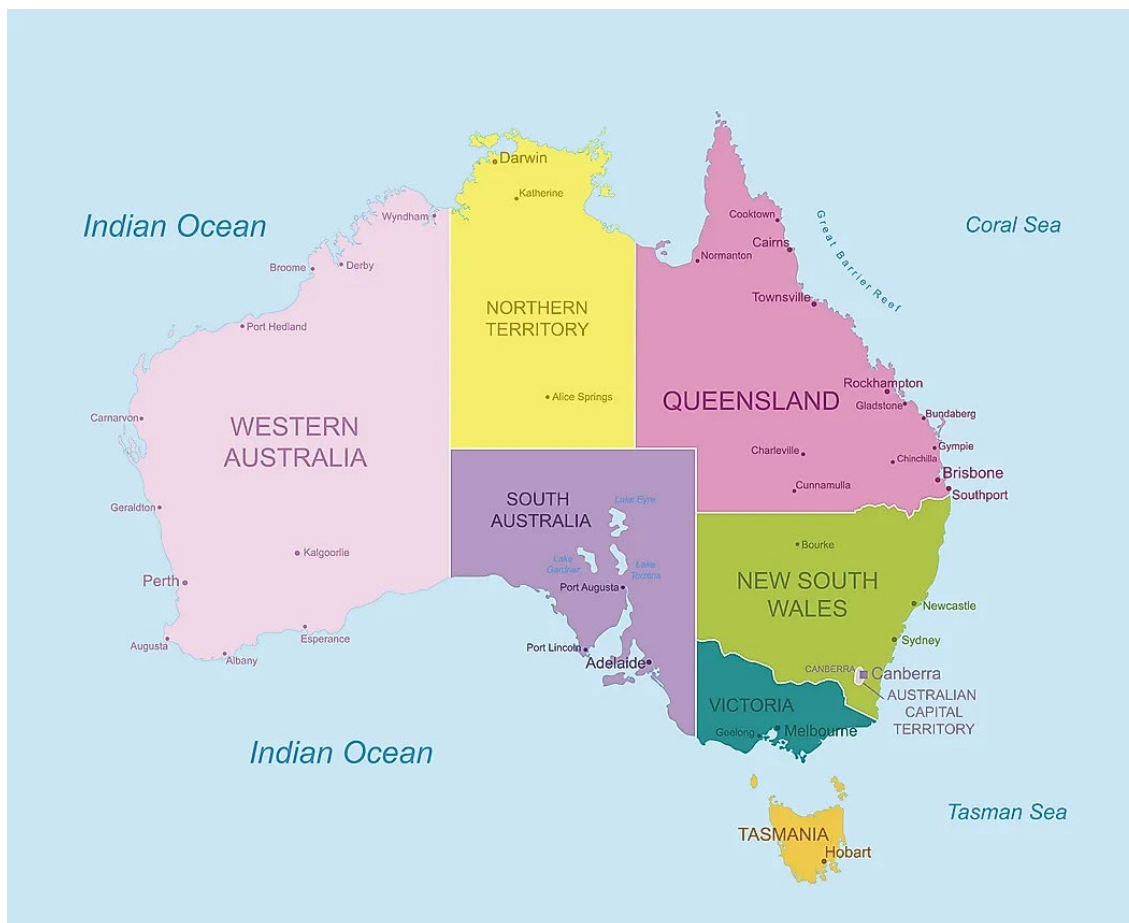 Darwin
Katherine
Indian Ocean
Wyndham
Cooktown
Coral Sea
Great Barrier Reef
Cairns
Normanton
Broome
Derby
Townsville
NORTHERN
TERRITORY
Port Hedland
Rockhampton
Alice Springs
QUEENSLAND
Gladstone
Bundaberg
Carnarvon
WESTERN
AUSTRALIA
Gympie
Charleville
Chinchilla
Brisbone
Cunnamulla
Southport
SOUTH
AUSTRALIA
Lake Eyre
Geraldton
Bourke
Kalgoorlie
Lake
Gardner
Lake
Torrens
Perth
Port Augusta
NEW SOUTH
WALES
Newcastle
Esperance
Augusta
Sydney
Port Lincoln
Albany
Adelaide
CANBERRA
Canberra
AUSTRALIAN
CAPITAL
TERRITORY
VICTORIA
Geelong
Melbourne
Indian Ocean
Tasman Sea
TASMANIA
Hobart